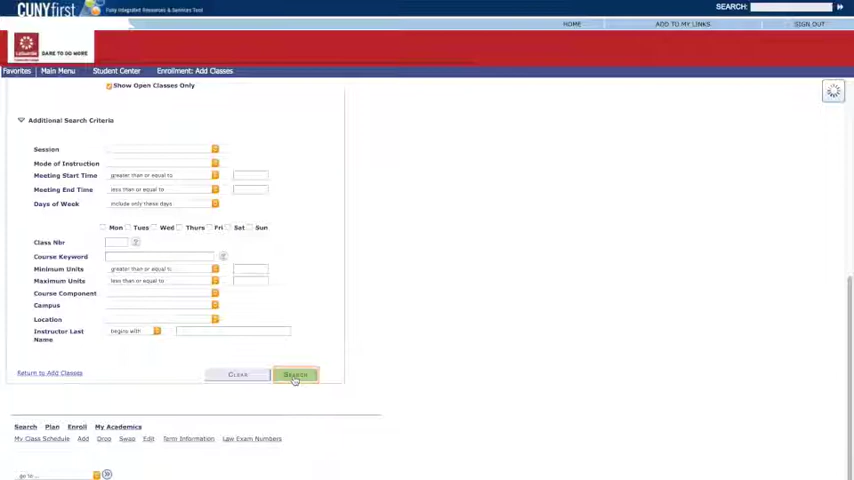 CUNYfirst Fully Integrated Resources & Services Tool SEARCH:
HOME ADD TO MY LINKS SIGN OUT
DARE TO DO MORE
Favorites Main Menu Student Center Enrollment: Add Classes
Show Open Classes Only
Additional Search Criteria
Session
Mode of Instruction
Meeting Start Time greater than or equal to
Meeting End Time less than or equal to
Days of Week include only these days
Mon Tues Wed Thurs Fri Sat Sun
Class Nbr
Course Keyword
Minimum Units greater than or equal to
Maximum Units less than or equal to
Course Component
Campus
Location
Instructor Last Name begins with
Return to Add Classes CLEAR SEARCH
Search Plan Enroll My Academics
My Class Schedule Add Drop Swap Edit Term Information Law Exam Numbers
go to ...